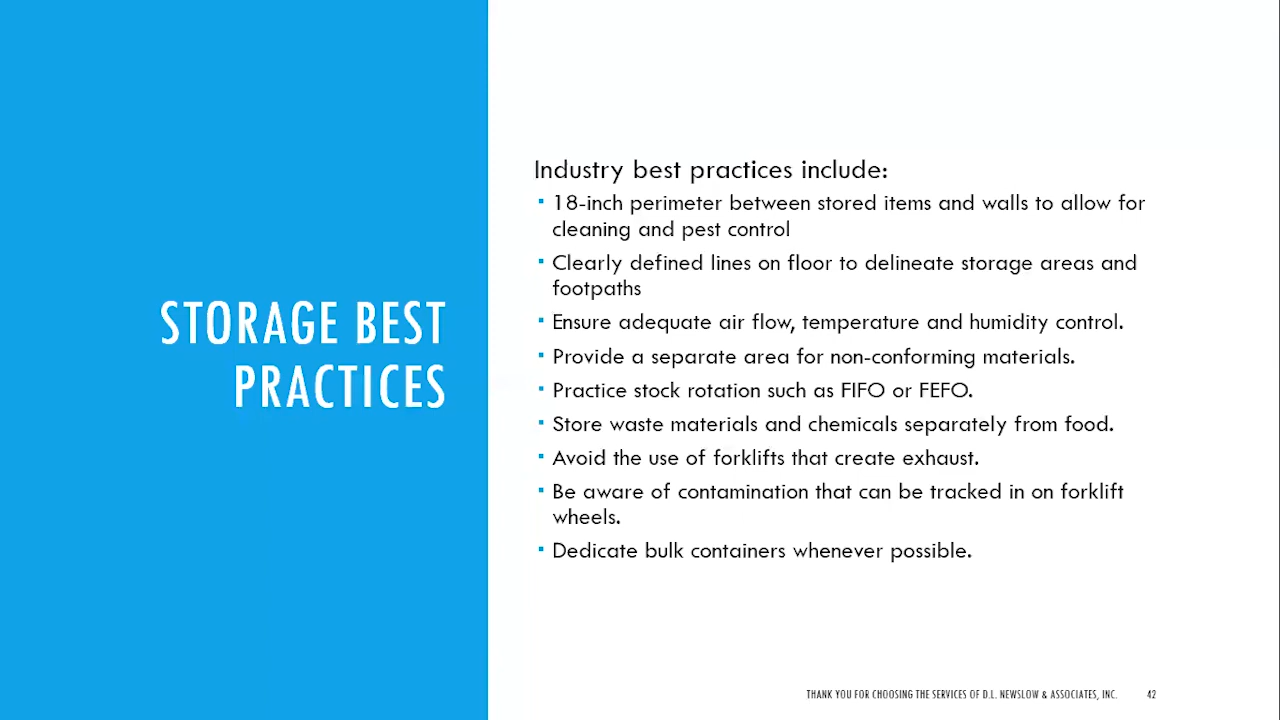 STORAGE BEST
PRACTICES
Industry best practices include:
▪ 18-inch perimeter between stored items and walls to allow for
cleaning and pest control
▪ Clearly defined lines on floor to delineate storage areas and
footpaths
▪ Ensure adequate air flow, temperature and humidity control.
▪ Provide a separate area for non-conforming materials.
▪ Practice stock rotation such as FIFO or FEFO.
▪ Store waste materials and chemicals separately from food.
▪ Avoid the use of forklifts that create exhaust.
▪ Be aware of contamination that can be tracked in on forklift
wheels.
▪ Dedicate bulk containers whenever possible.
THANK YOU FOR CHOOSING THE SERVICES OF D.L. NEWSLOW & ASSOCIATES, INC. 42